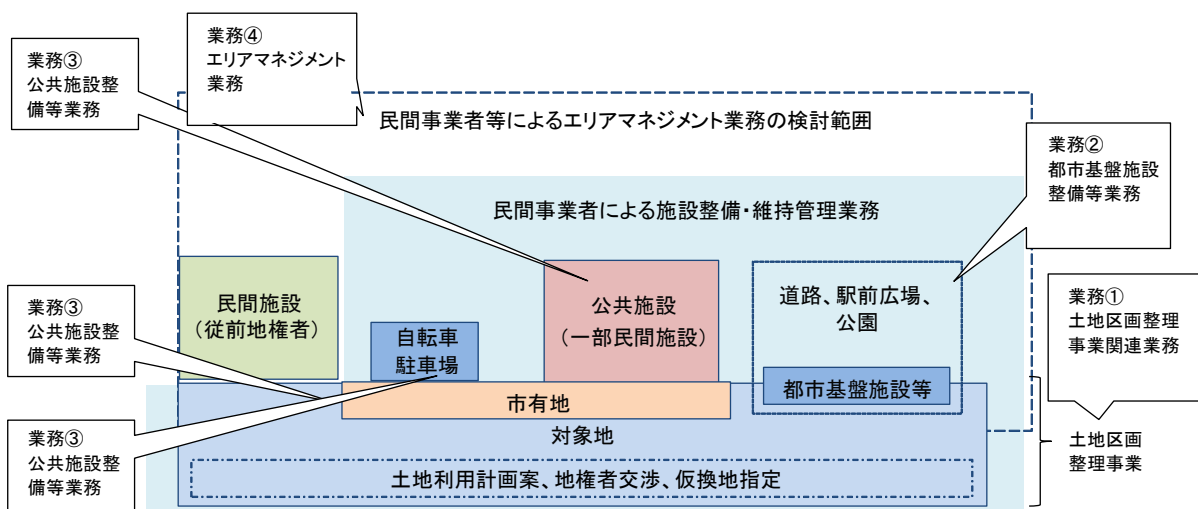 業務④
エリアマネジメント
業務
業務③
公共施設整
備等業務
民間事業者等によるエリアマネジメント業務の検討範囲
業務②
都市基盤施設
整備等業務
民間事業者による施設整備・維持管理業務
民間施設
（従前地権者）
自転車
駐車場
公共施設
（一部民間施設）
道路、駅前広場、
公園
業務①
土地区画整理
事業関連業務
業務③
公共施設整
備等業務
市有地
都市基盤施設等
対象地
業務③
公共施設整
備等業務
土地区画
整理事業
土地利用計画案、地権者交渉、仮換地指定